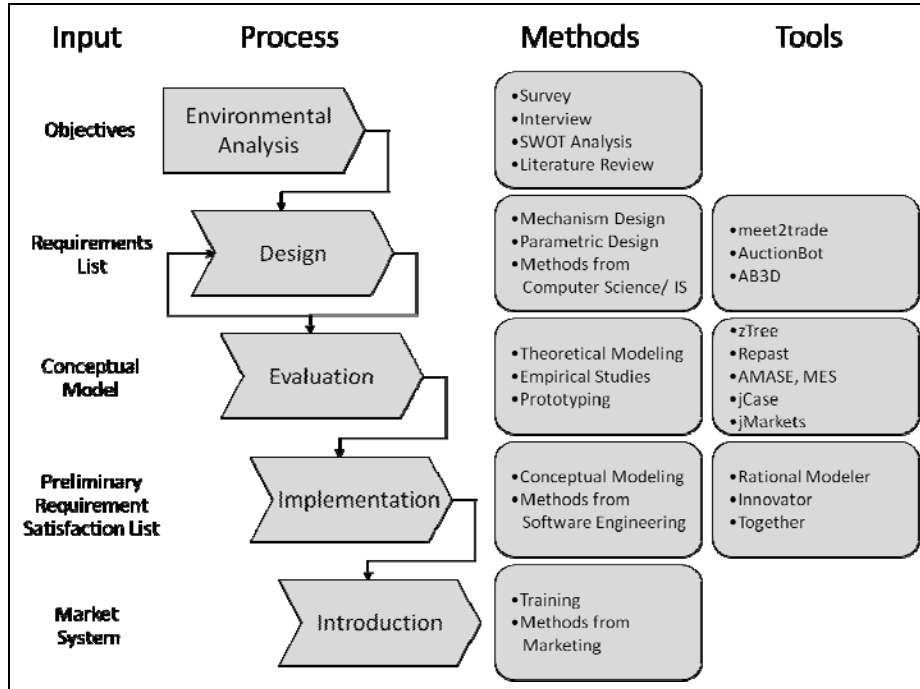 Input Process Methods Tools
Objectives
Environmental
Analysis
•Survey
•Interview
•SWOT Analysis
•Literature Review
Requirements
List
Design
•Mechanism Design
•Parametric Design
•Methods from
Computer Science/ IS
•meet2trade
•AuctionBot
•AB3D
Conceptual
Model
Evaluation
•Theoretical Modeling
•Empirical Studies
•Prototyping
•zTree
•Repast
•AMASE, MES
•jCase
•jMarkets
Preliminary
Requirement
Satisfaction List
Implementation
•Conceptual Modeling
•Methods from
Software Engineering
•Rational Modeler
•Innovator
•Together
Market
System
Introduction
•Training
•Methods from
Marketing